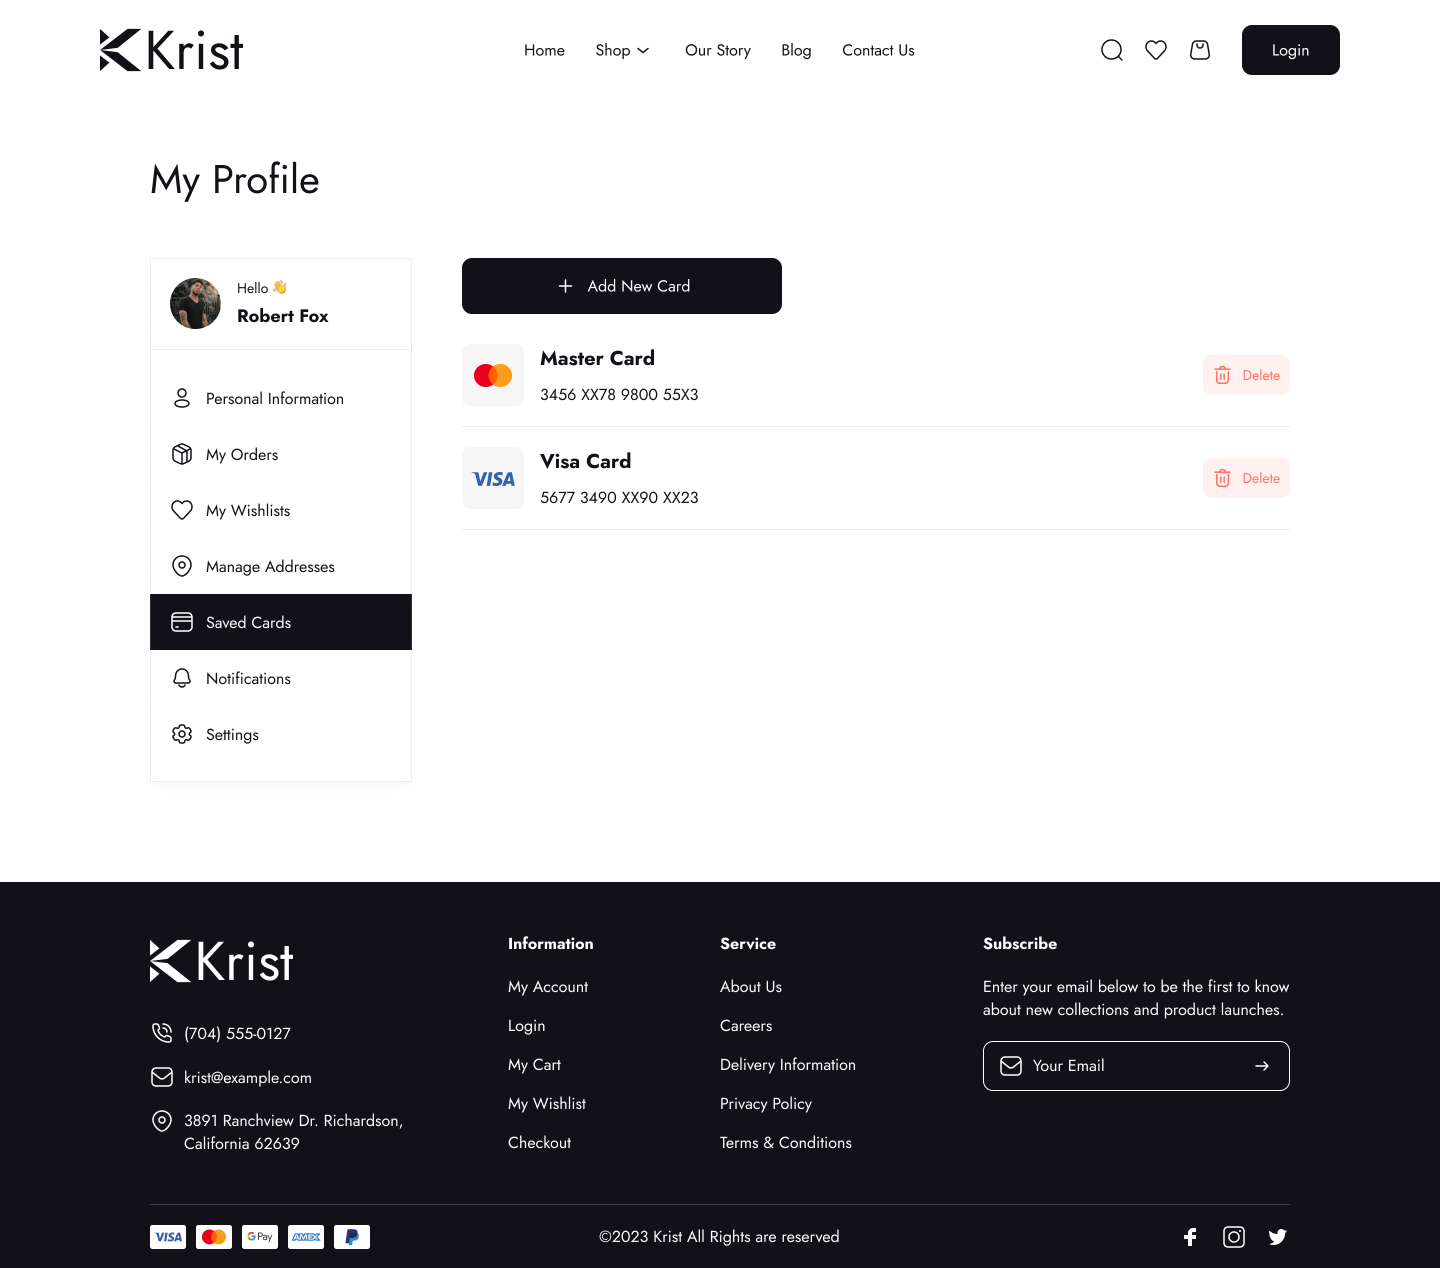 Krist
Home
Shop
Our Story
Blog
Contact Us
Login
My Profile
Hello 👋
Robert Fox
Personal Information
My Orders
My Wishlists
Manage Addresses
Saved Cards
Notifications
Settings
Add New Card
Master Card
3456 XX78 9800 55X3
Delete
VISA
Visa Card
5677 3490 XX90 XX23
Delete
Krist
(704) 555-0127
krist@example.com
3891 Ranchview Dr. Richardson,
California 62639
Information
My Account
Login
My Cart
My Wishlist
Checkout
Service
About Us
Careers
Delivery Information
Privacy Policy
Terms & Conditions
Subscribe
Enter your email below to be the first to know
about new collections and product launches.
Your Email
VISA
G Pay
AMEX
©2023 Krist All Rights are reserved